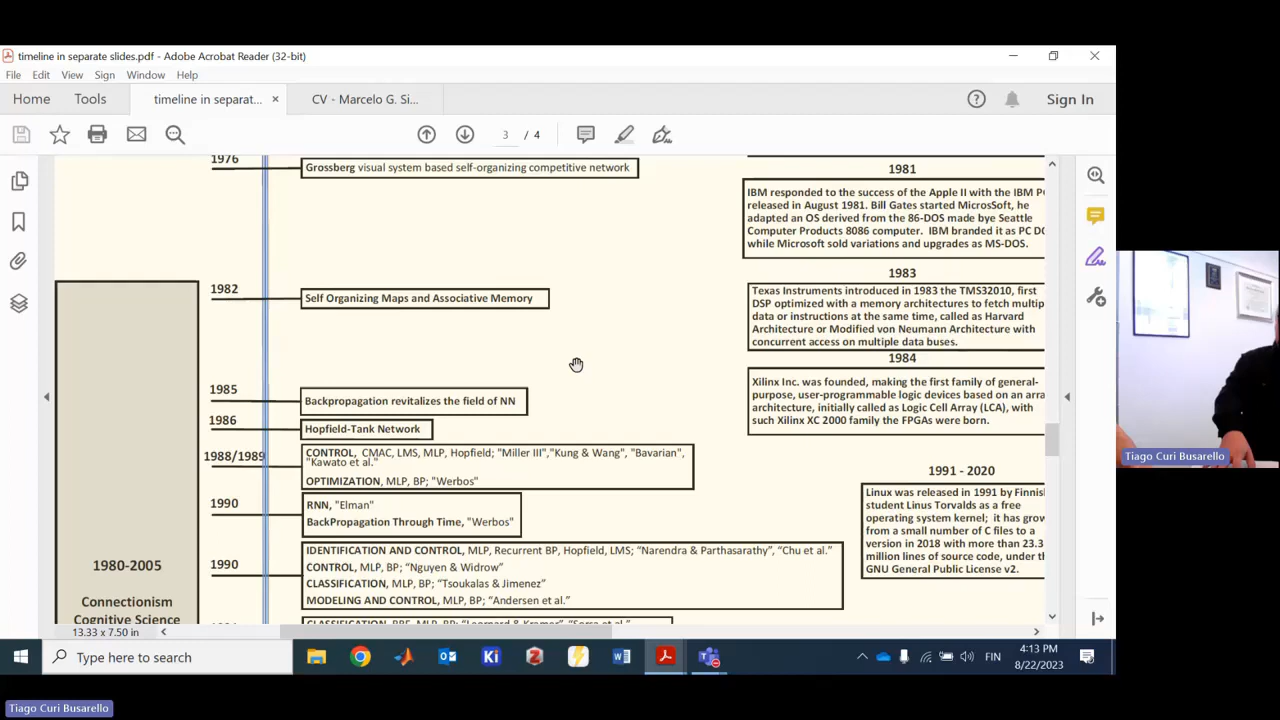 timeline in separate slides.pdf - Adobe Acrobat Reader (32-bit)
File Edit View Sign Window Help
Home Tools timeline in separat... × CV - Marcelo G. Si... Sign In
3 / 4
1976
Grossberg visual system based self-organizing competitive network
1982
Self Organizing Maps and Associative Memory
1985
Backpropagation revitalizes the field of NN
1986
Hopfield-Tank Network
1988/1989
CONTROL, CMAC, LMS, MLP, Hopfield; "Miller III","Kung & Wang", "Bavarian",
"Kawato et al."
OPTIMIZATION, MLP, BP; "Werbos"
1990
RNN, "Elman"
BackPropagation Through Time, "Werbos"
1990
IDENTIFICATION AND CONTROL, MLP, Recurrent BP, Hopfield, LMS; “Narendra & Parthasarathy”, “Chu et al.”
CONTROL, MLP, BP; “Nguyen & Widrow”
CLASSIFICATION, MLP, BP; “Tsoukalas & Jimenez”
MODELING AND CONTROL, MLP, BP; “Andersen et al.”
1980-2005
Connectionism
Cognitive Science
1981
IBM responded to the success of the Apple II with the IBM PC
released in August 1981. Bill Gates started MicrosSoft, he
adapted an OS derived from the 86-DOS made bye Seattle
Computer Products 8086 computer. IBM branded it as PC DO
while Microsoft sold variations and upgrades as MS-DOS.
1983
Texas Instruments introduced in 1983 the TMS32010, first
DSP optimized with a memory architectures to fetch multip
data or instructions at the same time, called as Harvard
Architecture or Modified von Neumann Architecture with
concurrent access on multiple data buses.
1984
Xilinx Inc. was founded, making the first family of general-
purpose, user-programmable logic devices based on an arra
architecture, initially called as Logic Cell Array (LCA), with
such Xilinx XC 2000 family the FPGAs were born.
1991 - 2020
Linux was released in 1991 by Finnis
student Linus Torvalds as a free
operating system kernel; it has grow
from a small number of C files to a
version in 2018 with more than 23.3
million lines of source code, under th
GNU General Public License v2.
13.33 x 7.50 in
Type here to search
Ki
FIN
4:13 PM
8/22/2023
Tiago Curi Busarello
Tiago Curi Busarello